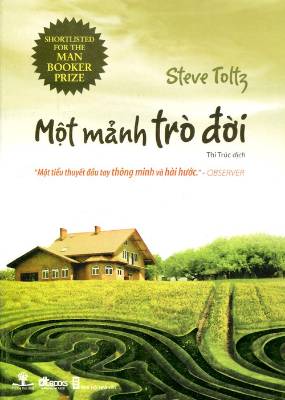 SHORTLISTED
FOR THE
MAN
BOOKER
PRIZE
Steve Toltz
Một mảnh trò đời
Thi Trúc dịch
"Một tiểu thuyết đầu tay thông minh và hài hước." - OBSERVER